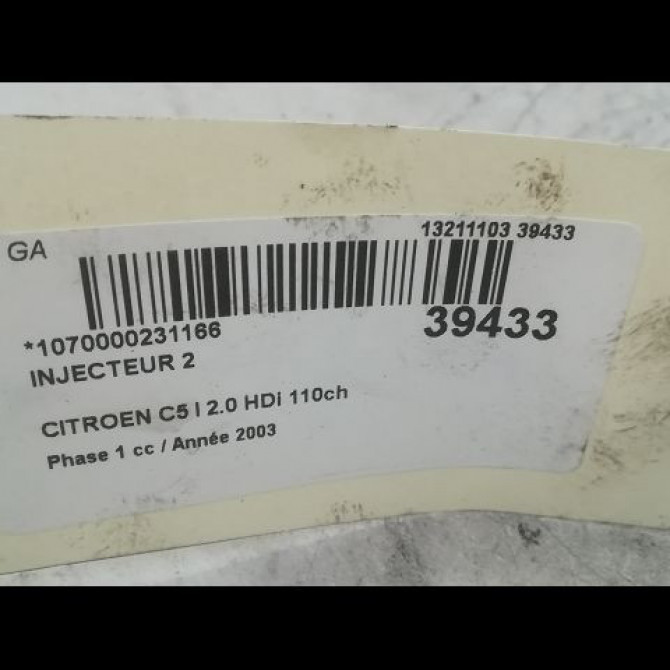 GA
13211103 39433
*1070000231166
39433
INJECTEUR 2
CITROEN C5 I 2.0 HDi 110ch
Phase 1 cc / Année 2003